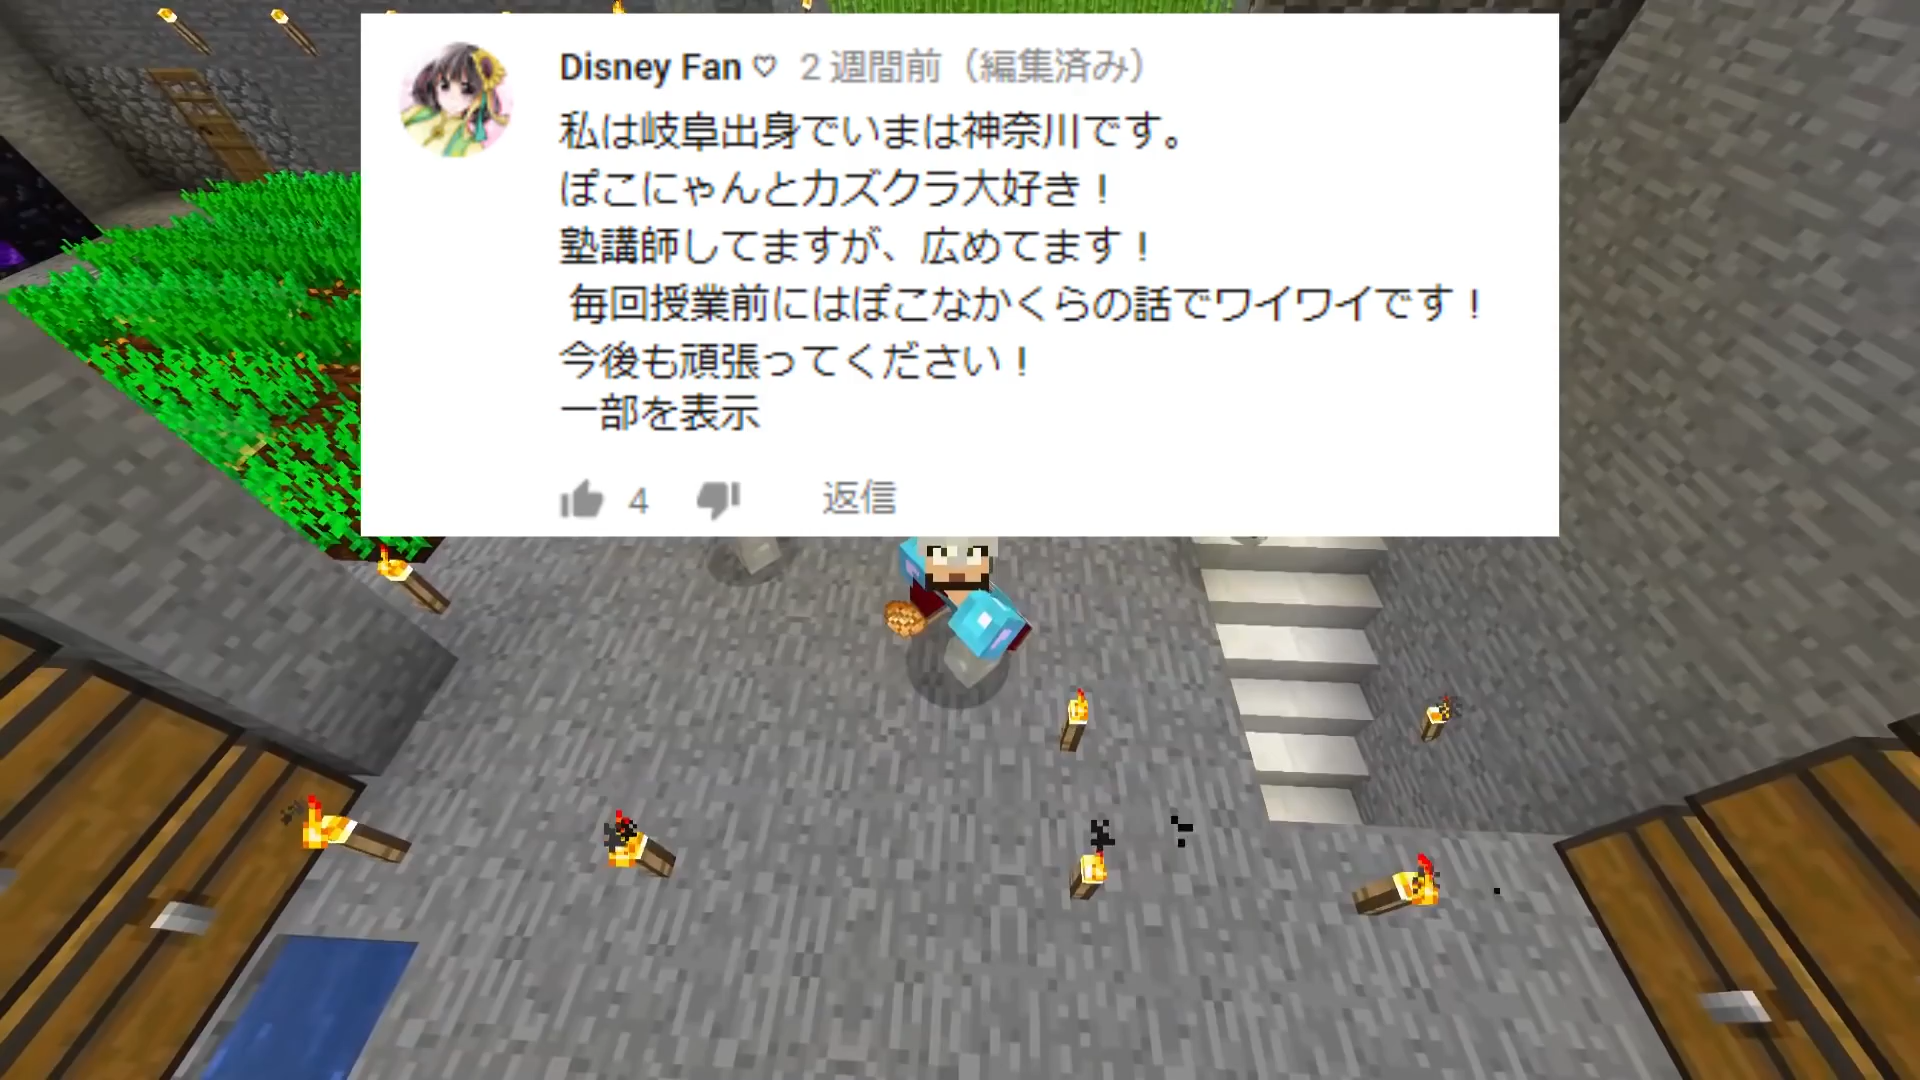 Disney Fan ♡ 2 週間前（編集済み）
私は岐阜出身でいまは神奈川です。
ぽこにゃんとカズクラ大好き！
塾講師してますが、広めてます！
毎回授業前にはぽこなかくらの話でワイワイです！
今後も頑張ってください！
一部を表示
4 返信